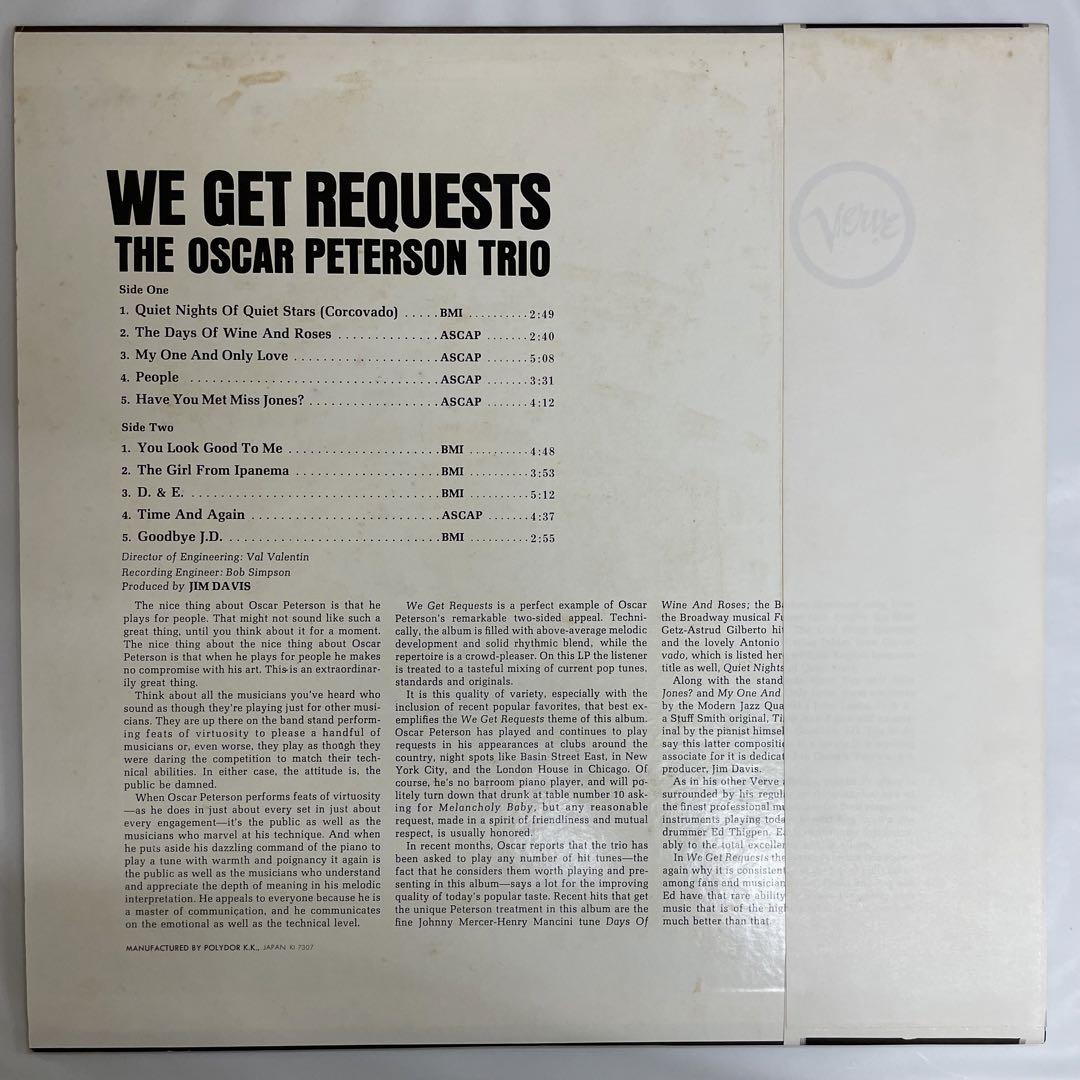 WE GET REQUESTS
THE OSCAR PETERSON TRIO
Side One
1. Quiet Nights Of Quiet Stars (Corcovado) ..... BMI .......... 2:49
2. The Days Of Wine And Roses .............. ASCAP ....... 2:40
3. My One And Only Love .................... ASCAP ....... 5:08
4. People .................................. ASCAP ....... 3:31
5. Have You Met Miss Jones? .................. ASCAP ....... 4:12
Side Two
1. You Look Good To Me ..................... BMI .......... 4:48
2. The Girl From Ipanema .................... BMI .......... 3:53
3. D. & E. ................................... BMI .......... 5:12
4. Time And Again .......................... ASCAP ....... 4:37
5. Goodbye J.D. ............................. BMI .......... 2:55
Director of Engineering: Val Valentin
Recording Engineer: Bob Simpson
Produced by JIM DAVIS
The nice thing about Oscar Peterson is that he
plays for people. That might not sound like such a
great thing, until you think about it for a moment.
The nice thing about the nice thing about Oscar
Peterson is that when he plays for people he makes
no compromise with his art. This is an extraordinar-
ily great thing.
Think about all the musicians you've heard who
sound as though they're playing just for other musi-
cians. They are up there on the band stand perform-
ing feats of virtuosity to please a handful of
musicians or, even worse, they play as though they
were daring the competition to match their tech-
nical abilities. In either case, the attitude is, the
public be damned.
When Oscar Peterson performs feats of virtuosity
—as he does in just about every set in just about
every engagement—it's the public as well as the
musicians who marvel at his technique. And when
he puts aside his dazzling command of the piano to
play a tune with warmth and poignancy it again is
the public as well as the musicians who understand
and appreciate the depth of meaning in his melodic
interpretation. He appeals to everyone because he is
a master of communication, and he communicates
on the emotional as well as the technical level.
We Get Requests is a perfect example of Oscar
Peterson's remarkable two-sided appeal. Techni-
cally, the album is filled with above-average melodic
development and solid rhythmic blend, while the
repertoire is a crowd-pleaser. On this LP the listener
is treated to a tasteful mixing of current pop tunes,
standards and originals.
It is this quality of variety, especially with the
inclusion of recent popular favorites, that best ex-
emplifies the We Get Requests theme of this album.
Oscar Peterson has played and continues to play
requests in his appearances at clubs around the
country, night spots like Basin Street East, in New
York City, and the London House in Chicago. Of
course, he's no barroom piano player, and will po-
litely turn down that drunk at table number 10 ask-
ing for Melancholy Baby, but any reasonable
request, made in a spirit of friendliness and mutual
respect, is usually honored.
In recent months, Oscar reports that the trio has
been asked to play any number of hit tunes—the
fact that he considers them worth playing and pre-
senting in this album—says a lot for the improving
quality of today's popular taste. Recent hits that get
the unique Peterson treatment in this album are the
fine Johnny Mercer-Henry Mancini tune Days Of
Wine And Roses; the B
the Broadway musical Fu
Getz-Astrud Gilberto hi
and the lovely Antonio
vado, which is listed her
title as well, Quiet Nights
Along with the stand
Jones? and My One And
by the Modern Jazz Qua
a Stuff Smith original, Ti
inal by the pianist himsel
say this latter compositi
associate for it is dedicat
producer, Jim Davis.
As in his other Verve
surrounded by his regul
the finest professional mu
instruments playing toda
drummer Ed Thigpen. E
ably to the total excellen
In We Get Requests the
again why it is consistent
among fans and musician
Ed have that rare ability
music that is of the high
much better than that.
MANUFACTURED BY POLYDOR K.K., JAPAN KI 7307
Verve